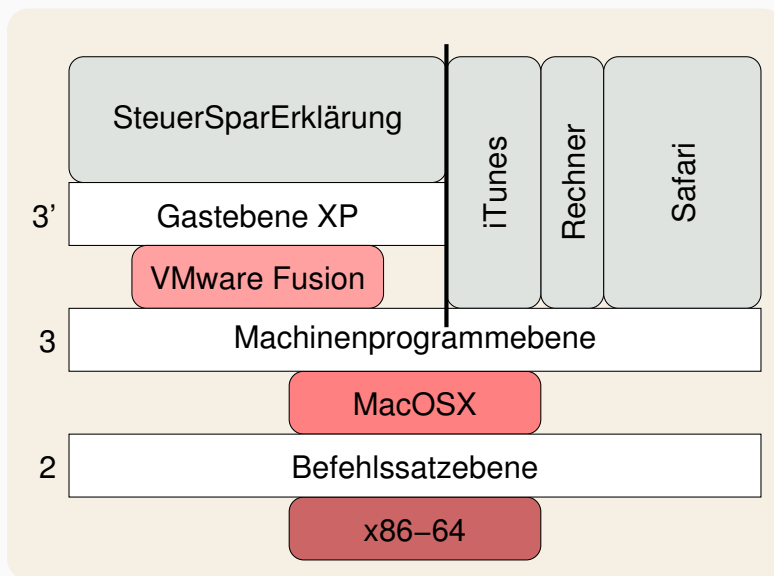 SteuerSparErklärung
iTunes
Rechner
Safari
3’
Gastebene XP
VMware Fusion
3
Machinenprogrammebene
MacOSX
2
Befehlssatzebene
x86−64